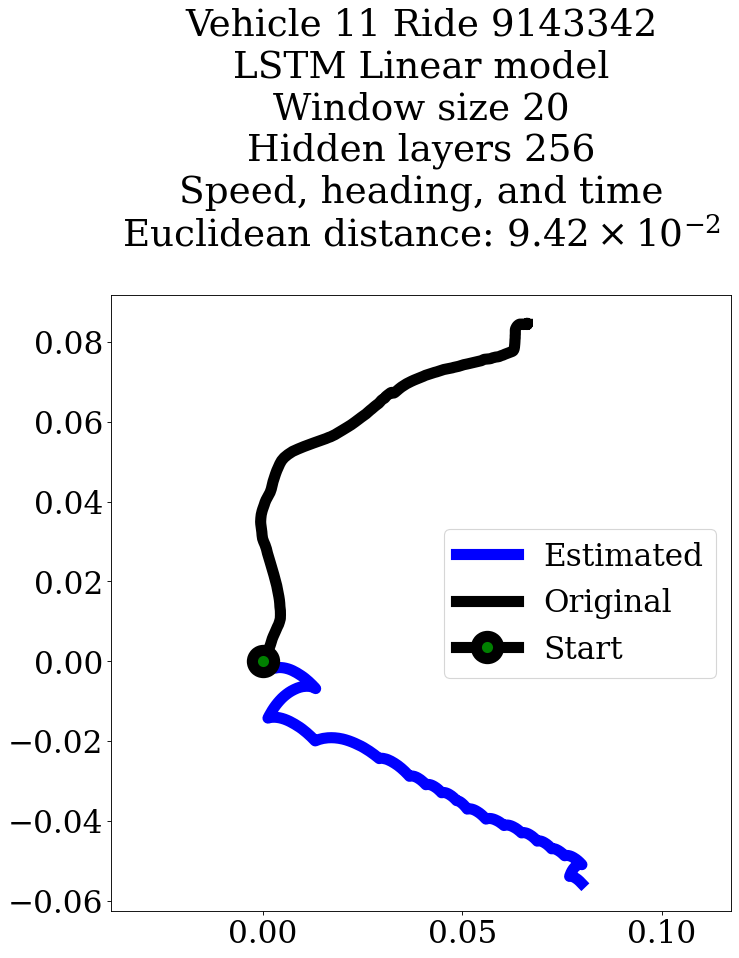 Vehicle 11 Ride 9143342
LSTM Linear model
Window size 20
Hidden layers 256
Speed, heading, and time
Euclidean distance: 9.42 × 10⁻²
0.08
0.06
0.04
0.02
0.00
−0.02
−0.04
−0.06
Estimated
Original
Start
0.00 0.05 0.10